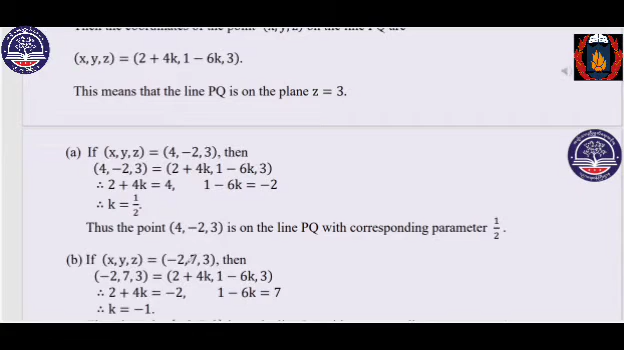 (x, y, z) = (2 + 4k, 1 − 6k, 3).
This means that the line PQ is on the plane z = 3.
(a) If (x, y, z) = (4, −2, 3), then
(4, −2, 3) = (2 + 4k, 1 − 6k, 3)
∴ 2 + 4k = 4, 1 − 6k = −2
∴ k = 1/2.
Thus the point (4, −2, 3) is on the line PQ with corresponding parameter 1/2.
(b) If (x, y, z) = (−2, 7, 3), then
(−2, 7, 3) = (2 + 4k, 1 − 6k, 3)
∴ 2 + 4k = −2, 1 − 6k = 7
∴ k = −1.